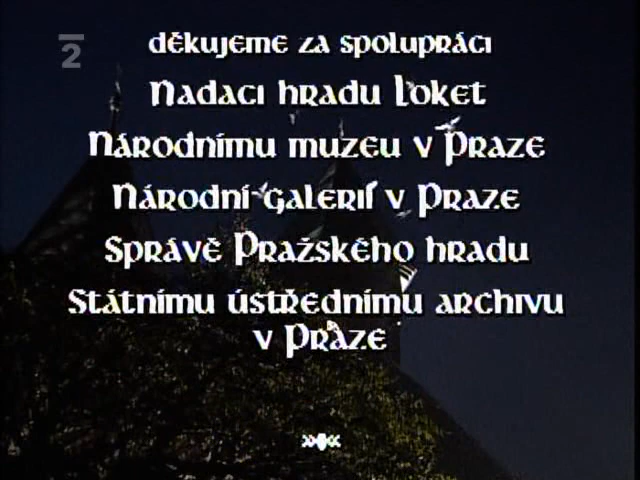 2
děkujeme za spolupráci
Nadaci hradu Loket
Národnímu muzeu v Praze
Národní galerii v Praze
Správě Pražského hradu
Státnímu ústřednímu archivu
v Praze